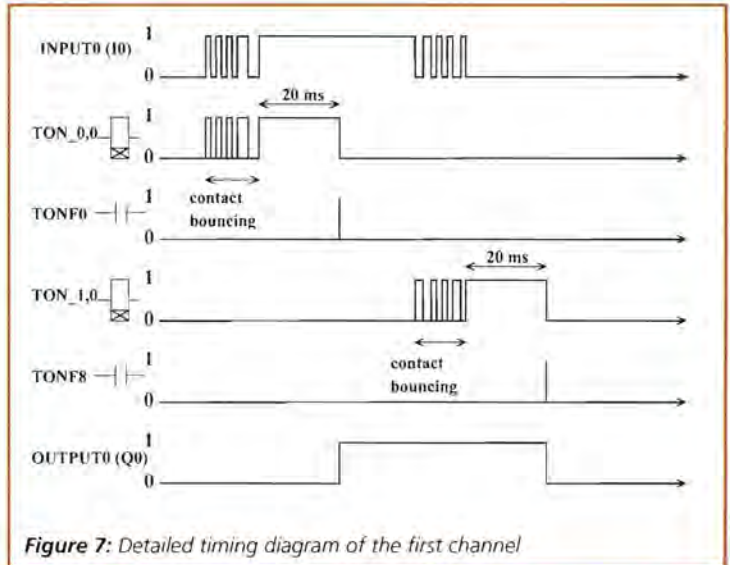 INPUT0 (I0)
1
0
20 ms
TON_0,0
1
0
contact
bouncing
TONF0
1
0
20 ms
TON_1,0
1
0
contact
bouncing
TONF8
1
0
OUTPUT0 (Q0)
1
0
Figure 7: Detailed timing diagram of the first channel